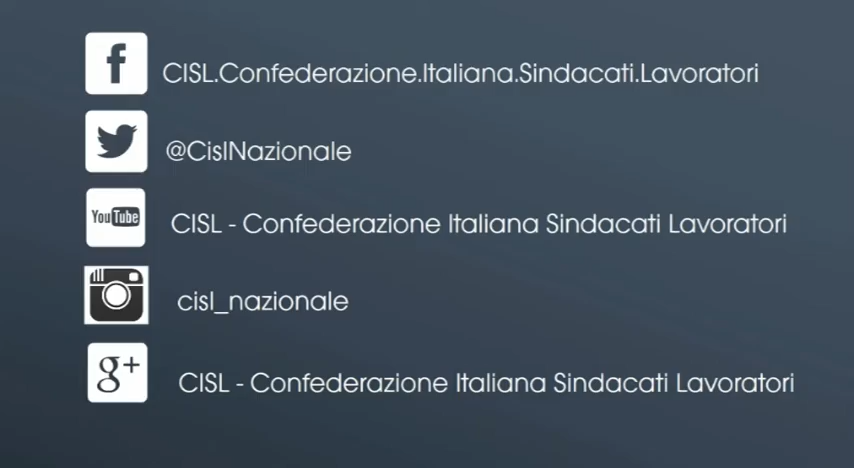 f CISL.Confederazione.Italiana.Sindacati.Lavoratori
@CislNazionale
YouTube CISL - Confederazione Italiana Sindacati Lavoratori
cisl_nazionale
g+ CISL - Confederazione Italiana Sindacati Lavoratori